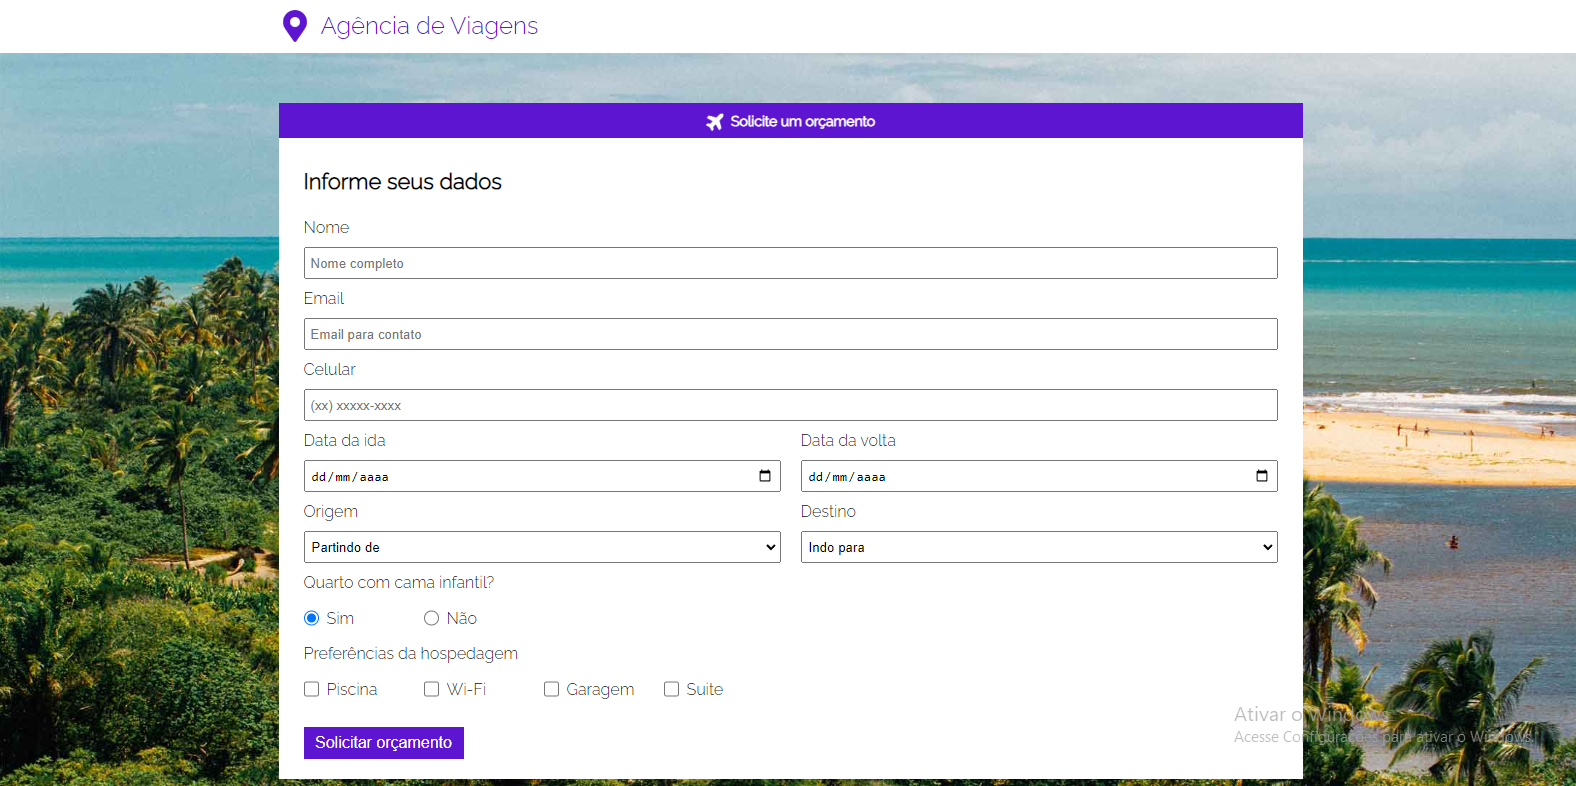 Agência de Viagens
Solicite um orçamento
Informe seus dados
Nome
Nome completo
Email
Email para contato
Celular
(xx) xxxxx-xxxx
Data da ida Data da volta
dd/mm/aaaa dd/mm/aaaa
Origem Destino
Partindo de Indo para
Quarto com cama infantil?
Sim Não
Preferências da hospedagem
Piscina Wi-Fi Garagem Suite
Ativar o Windows
Acesse Configurações para ativar o Windows.
Solicitar orçamento